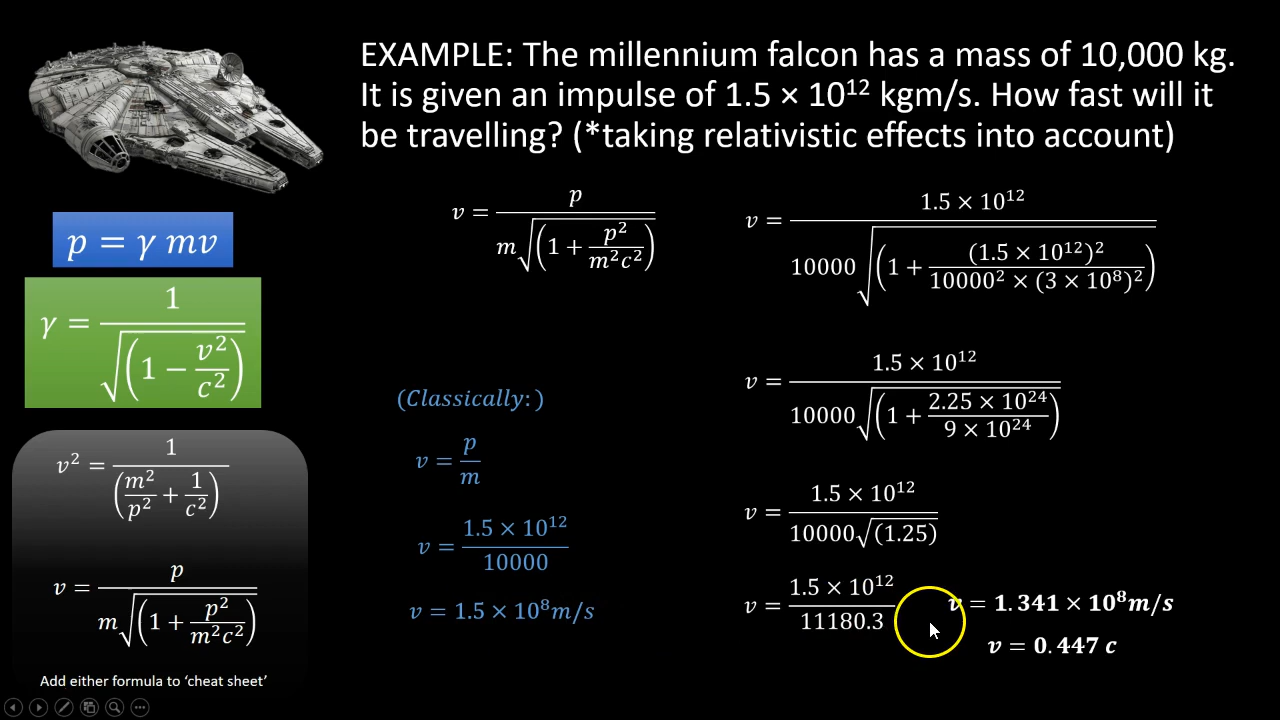 EXAMPLE: The millennium falcon has a mass of 10,000 kg.
It is given an impulse of 1.5 × 10¹² kgm/s. How fast will it
be travelling? (*taking relativistic effects into account)
p = γ mv
γ = 1 / √(1 − v²/c²)
v² = 1 / (m²/p² + 1/c²)
v = p / m√(1 + p²/m²c²)
Add either formula to ‘cheat sheet’
v = p / m√(1 + p²/m²c²)
(Classically:)
v = p/m
v = 1.5 × 10¹² / 10000
v = 1.5 × 10⁸m/s
v = 1.5 × 10¹² / 10000√(1 + (1.5 × 10¹²)² / 10000² × (3 × 10⁸)²)
v = 1.5 × 10¹² / 10000√(1 + 2.25 × 10²⁴ / 9 × 10²⁴)
v = 1.5 × 10¹² / 10000√(1.25)
v = 1.5 × 10¹² / 11180.3
v = 1.341 × 10⁸m/s
v = 0.447 c